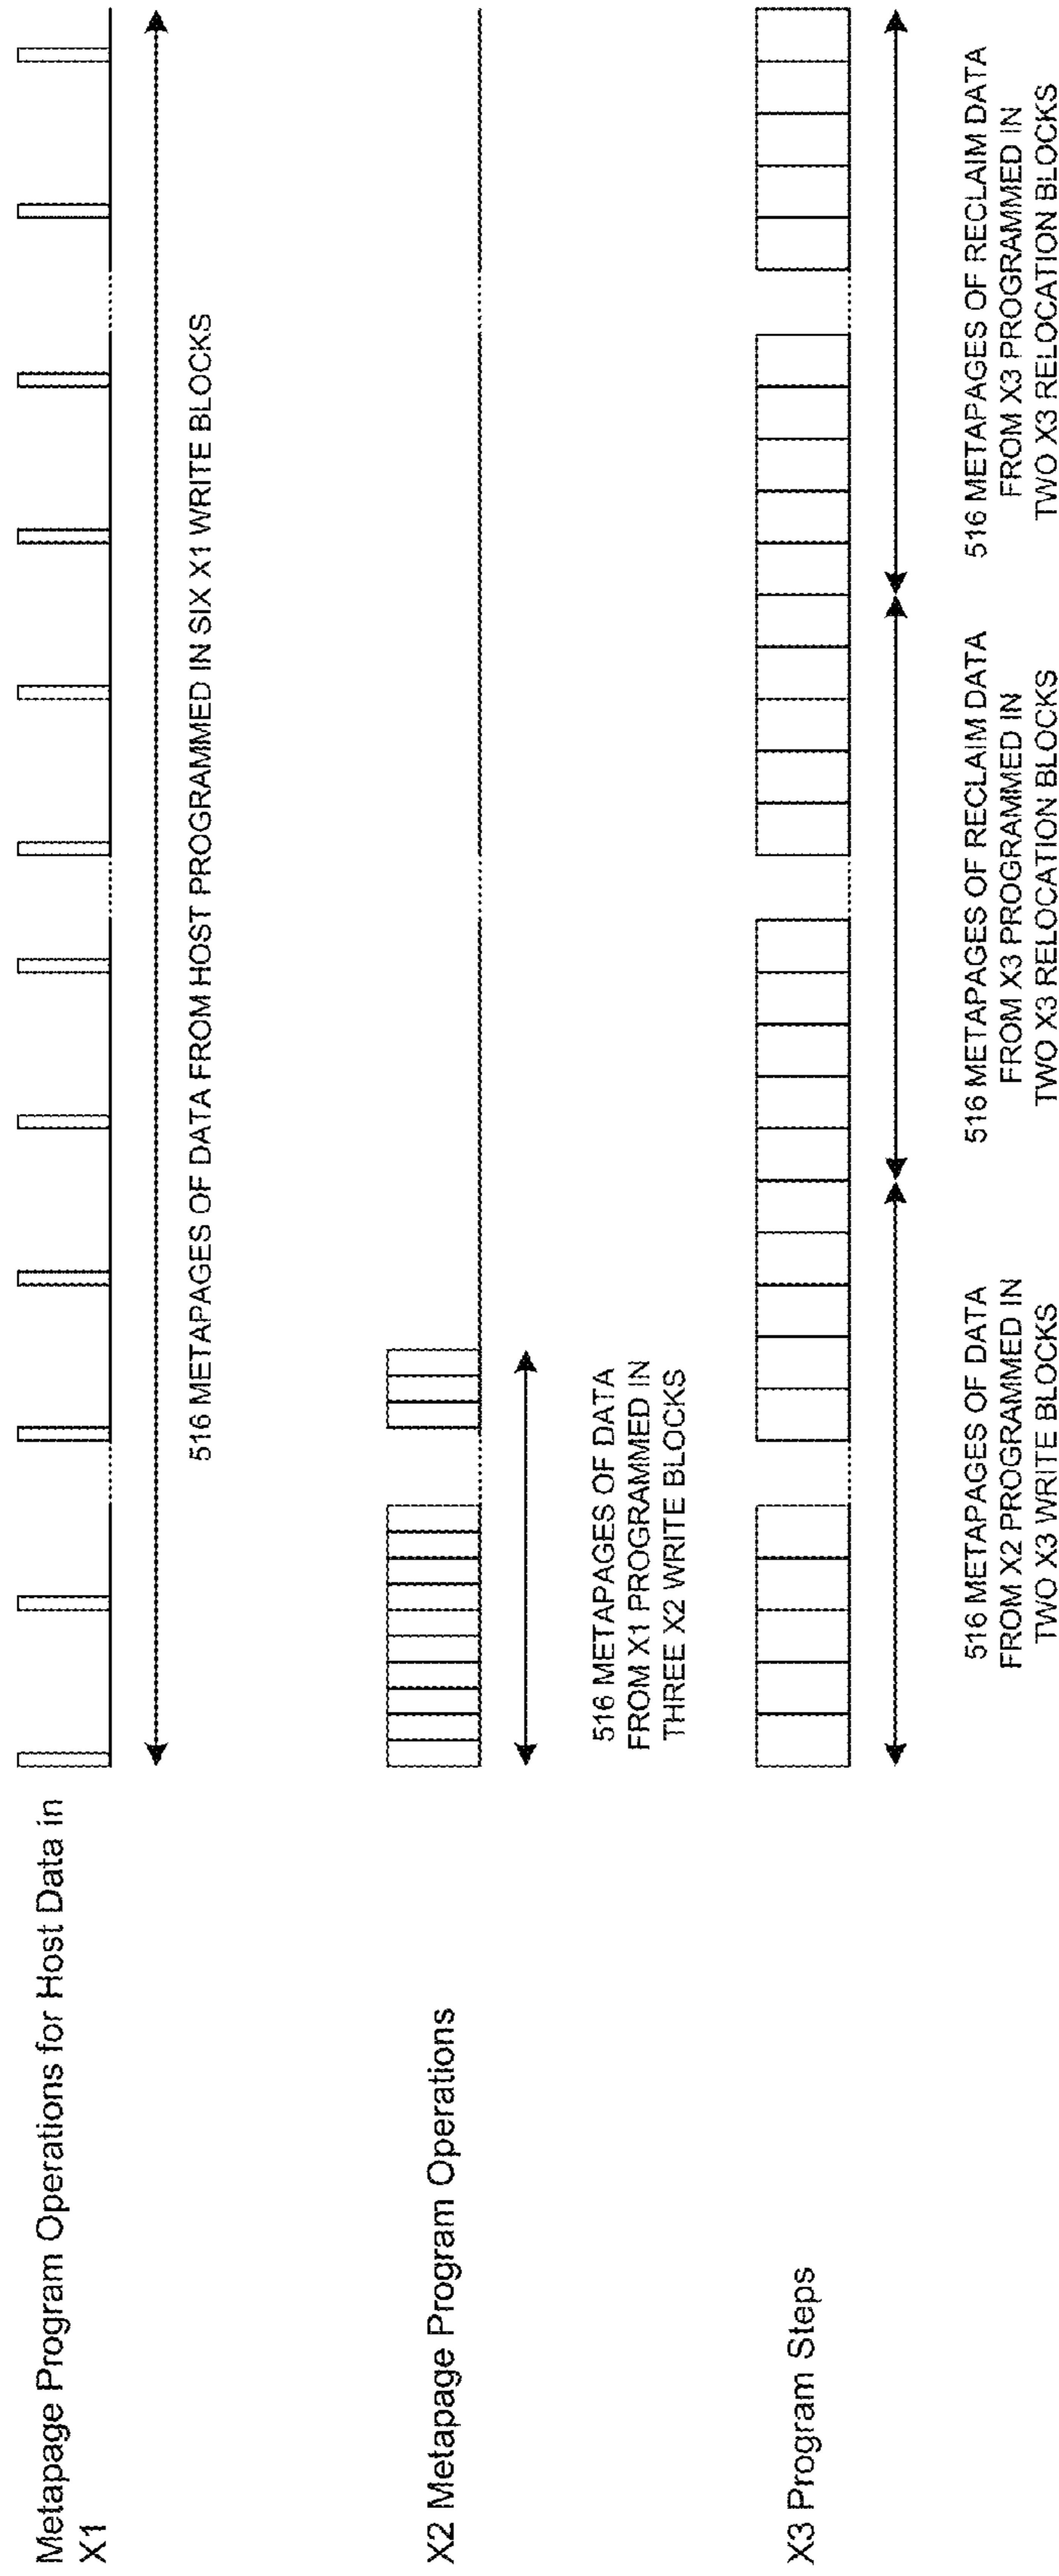 Metapage Program Operations for Host Data in
X1
516 METAPAGES OF DATA FROM HOST PROGRAMMED IN SIX X1 WRITE BLOCKS
X2 Metapage Program Operations
516 METAPAGES OF DATA
FROM X1 PROGRAMMED IN
THREE X2 WRITE BLOCKS
X3 Program Steps
516 METAPAGES OF DATA
FROM X2 PROGRAMMED IN
TWO X3 WRITE BLOCKS
516 METAPAGES OF RECLAIM DATA
FROM X3 PROGRAMMED IN
TWO X3 RELOCATION BLOCKS
516 METAPAGES OF RECLAIM DATA
FROM X3 PROGRAMMED IN
TWO X3 RELOCATION BLOCKS